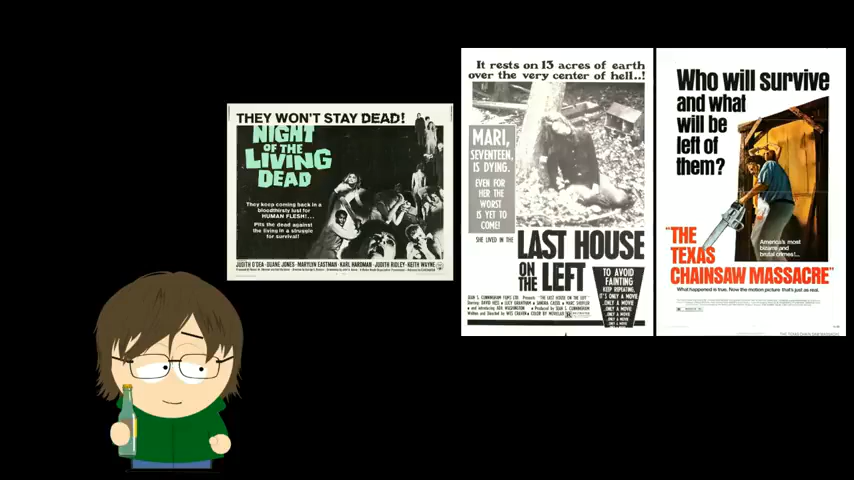 THEY WON'T STAY DEAD!
NIGHT
OF THE
LIVING
DEAD
They keep coming back in a
bloodthirsty lust for
HUMAN FLESH!...
Pits the dead against
the living in a struggle
for survival!
JUDITH O'DEA · DUANE JONES · MARILYN EASTMAN · KARL HARDMAN · JUDITH RIDLEY · KEITH WAYNE
It rests on 13 acres of earth
over the very center of hell..!
MARI,
SEVENTEEN,
IS DYING.
EVEN FOR
HER THE
WORST
IS YET TO
COME!
SHE LIVED IN THE
LAST HOUSE
ON
THE LEFT
TO AVOID
FAINTING
KEEP REPEATING,
IT'S ONLY A MOVIE
..ONLY A MOVIE
..ONLY A MOVIE
..ONLY A MOVIE
..ONLY A MOVIE
Who will survive
and what
will be
left of
them?
America's most
bizarre and
brutal crimes!...
"THE
TEXAS
CHAINSAW MASSACRE"
What happened is true. Now the motion picture that's just as real.